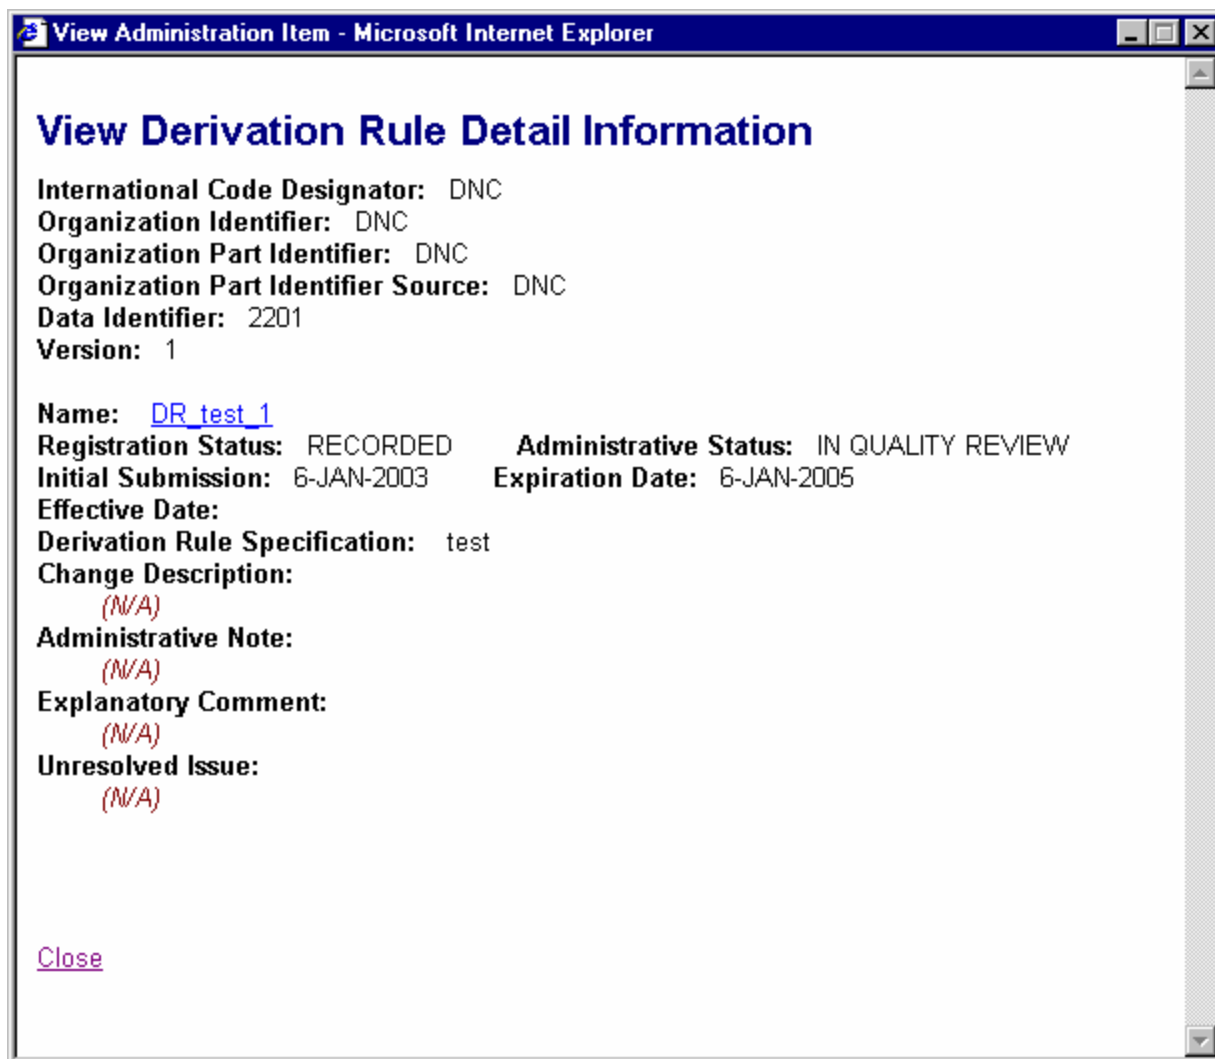 View Administration Item - Microsoft Internet Explorer
View Derivation Rule Detail Information
International Code Designator: DNC
Organization Identifier: DNC
Organization Part Identifier: DNC
Organization Part Identifier Source: DNC
Data Identifier: 2201
Version: 1
Name: DR_test_1
Registration Status: RECORDED Administrative Status: IN QUALITY REVIEW
Initial Submission: 6-JAN-2003 Expiration Date: 6-JAN-2005
Effective Date:
Derivation Rule Specification: test
Change Description:
(N/A)
Administrative Note:
(N/A)
Explanatory Comment:
(N/A)
Unresolved Issue:
(N/A)
Close